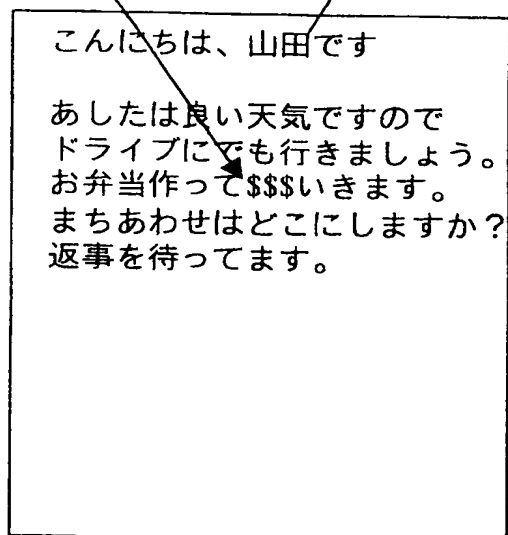 こんにちは、山田です
あしたは良い天気ですので
ドライブにでも行きましょう。
お弁当作って$$$いきます。
まちあわせはどこにしますか?
返事を待ってます。